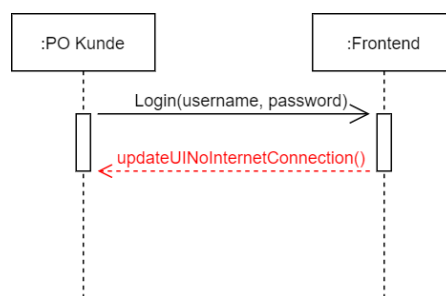 :PO Kunde
:Frontend
Login(username, password)
updateUINoInternetConnection()